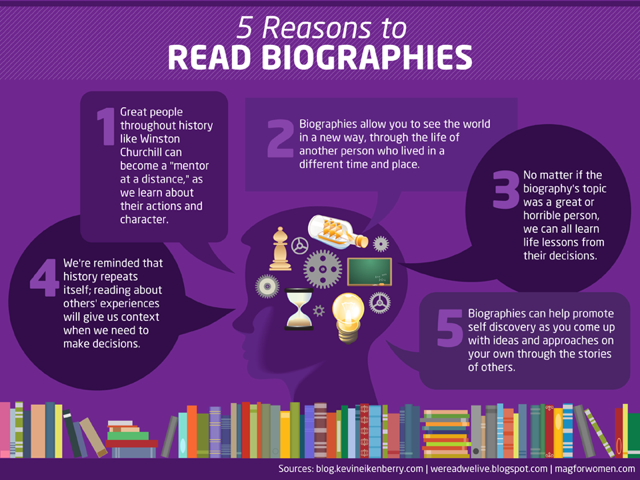 5 Reasons to
READ BIOGRAPHIES
1
Great people
throughout history
like Winston
Churchill can
become a "mentor
at a distance," as
we learn about
their actions and
character.
2
Biographies allow you to see the world
in a new way, through the life of
another person who lived in a
different time and place.
3
No matter if the
biography's topic
was a great or
horrible person,
we can all learn
life lessons from
their decisions.
4
We're reminded that
history repeats
itself; reading about
others' experiences
will give us context
when we need to
make decisions.
5
Biographies can help promote
self discovery as you come up
with ideas and approaches on
your own through the stories
of others.
Sources: blog.kevineikenberry.com | wereadwelive.blogspot.com | magforwomen.com